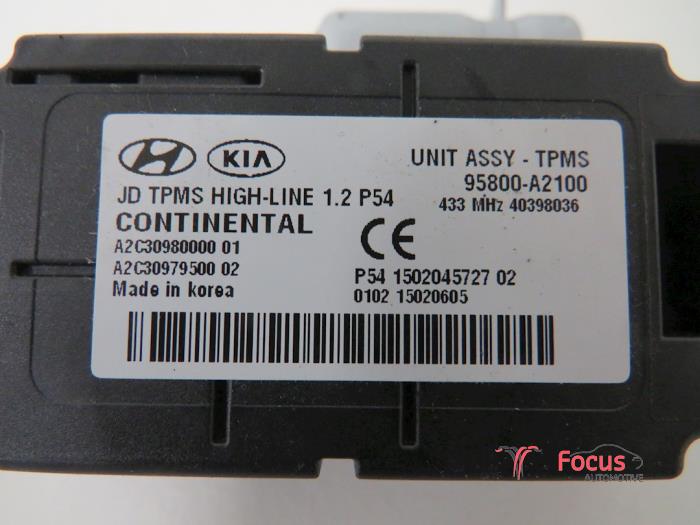 KIA
UNIT ASSY - TPMS
JD TPMS HIGH-LINE 1.2 P54
95800-A2100
CONTINENTAL
433 MHz 40398036
A2C30980000 01
CE
A2C30979500 02
P54 1502045727 02
Made in korea
0102 15020605
Focus
AUTOMOTIVE